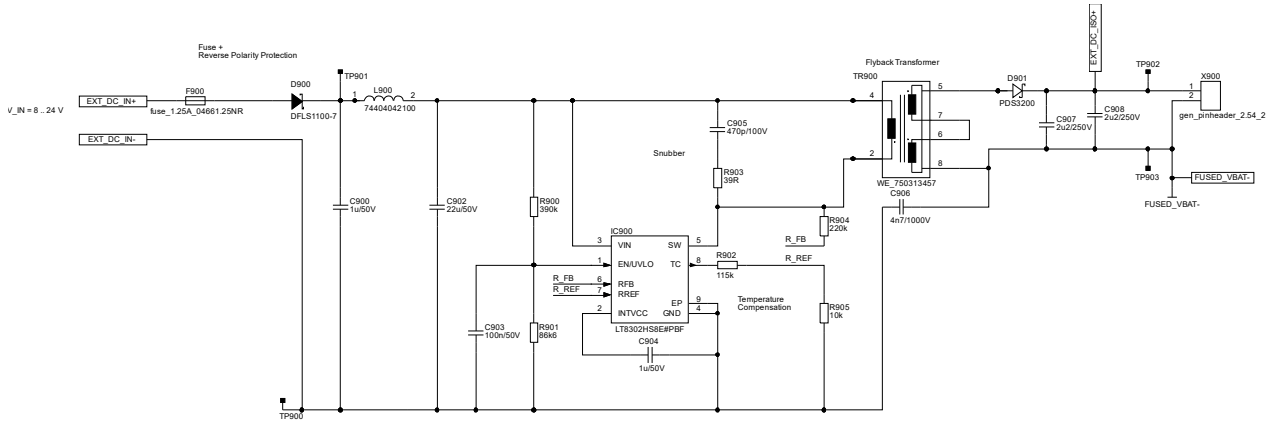 EXT_DC_ISO+
Fuse +
Reverse Polarity Protection
Flyback Transformer
TP901
TR900
D901
TP902
X900
F900
D900
L900
EXT_DC_IN+
V_IN = 8 .. 24 V
fuse_1.25A_04661.25NR
DFLS1100-7
1
2
74404042100
4
5
PDS3200
1
2
gen_pinheader_2.54_2
C905
470p/100V
7
C907
2u2/250V
C908
2u2/250V
EXT_DC_IN-
6
Snubber
2
8
R903
39R
WE_750313457
TP903
FUSED_VBAT-
C906
4n7/1000V
FUSED_VBAT-
C900
1u/50V
C902
22u/50V
R900
390k
R904
220k
IC900
3
VIN
SW
5
R_FB
1
EN/UVLO
TC
8
R902
115k
R_REF
R_FB
6
RFB
R_REF
7
RREF
EP
9
Temperature
Compensation
2
INTVCC
GND
4
R905
10k
LT8302HS8E#PBF
C903
100n/50V
R901
86k6
C904
1u/50V
TP900